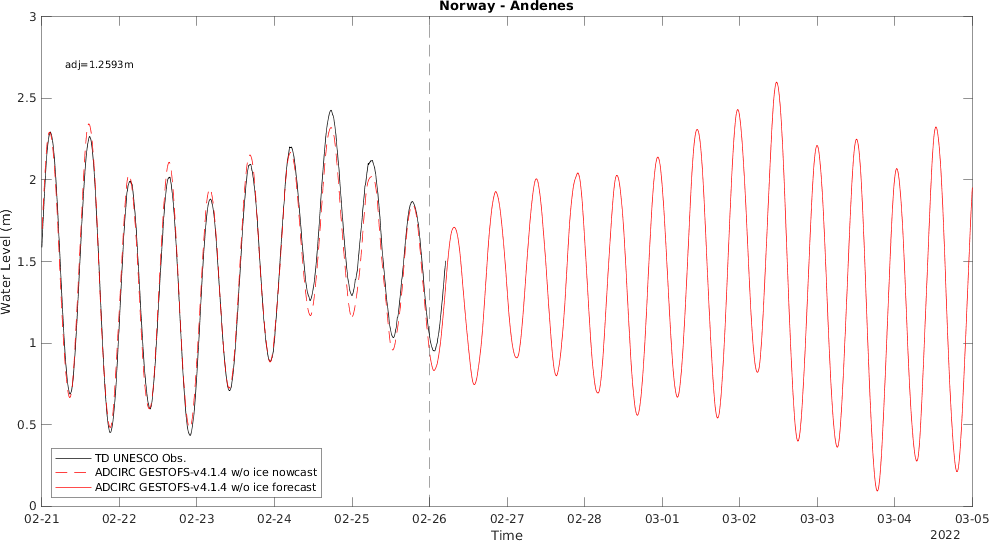 Norway - Andenes
adj=1.2593m
3
2.5
2
1.5
1
0.5
0
Water Level (m)
TD UNESCO Obs.
ADCIRC GESTOFS-v4.1.4 w/o ice nowcast
ADCIRC GESTOFS-v4.1.4 w/o ice forecast
02-21 02-22 02-23 02-24 02-25 02-26 02-27 02-28 03-01 03-02 03-03 03-04 03-05
Time
2022